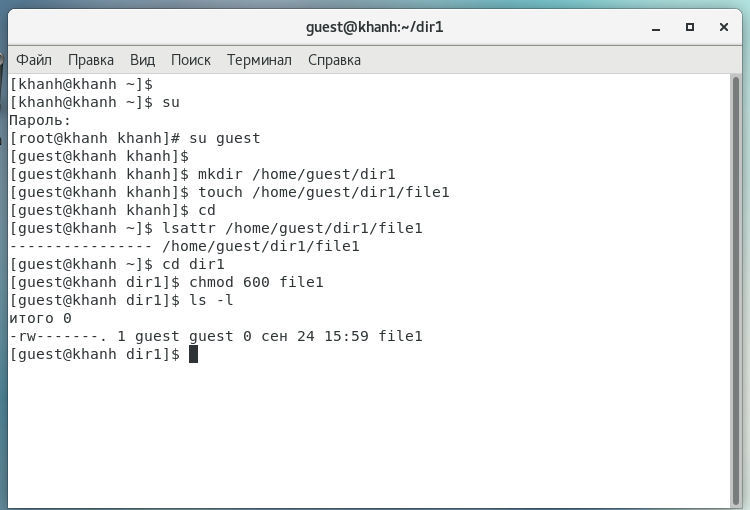 guest@khanh:~/dir1
Файл Правка Вид Поиск Терминал Справка
[khanh@khanh ~]$
[khanh@khanh ~]$ su
Пароль:
[root@khanh khanh]# su guest
[guest@khanh khanh]$
[guest@khanh khanh]$ mkdir /home/guest/dir1
[guest@khanh khanh]$ touch /home/guest/dir1/file1
[guest@khanh khanh]$ cd
[guest@khanh ~]$ lsattr /home/guest/dir1/file1
---------------- /home/guest/dir1/file1
[guest@khanh ~]$ cd dir1
[guest@khanh dir1]$ chmod 600 file1
[guest@khanh dir1]$ ls -l
итого 0
-rw-------. 1 guest guest 0 сен 24 15:59 file1
[guest@khanh dir1]$